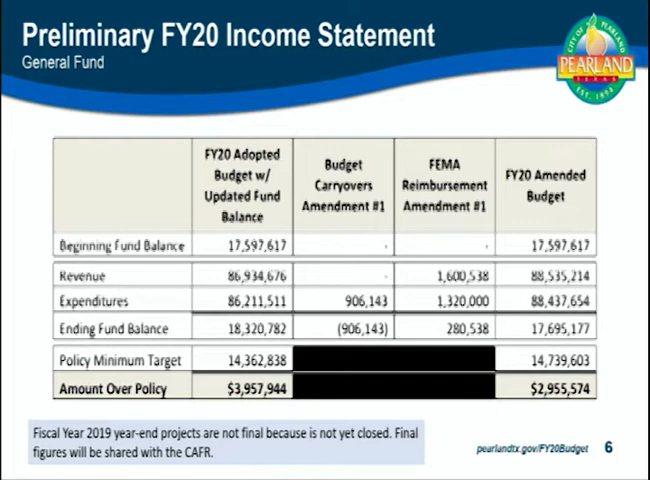 Preliminary FY20 Income Statement
General Fund
CITY OF PEARLAND
PEARLAND
TEXAS
EST. 1894
FY20 Adopted Budget w/ Updated Fund Balance | Budget Carryovers Amendment #1 | FEMA Reimbursement Amendment #1 | FY20 Amended Budget
Beginning Fund Balance 17,597,617 - - 17,597,617
Revenue 86,934,676 - 1,600,538 88,535,214
Expenditures 86,211,511 906,143 1,320,000 88,437,654
Ending Fund Balance 18,320,782 (906,143) 280,538 17,695,177
Policy Minimum Target 14,362,838 14,739,603
Amount Over Policy $3,957,944 $2,955,574
Fiscal Year 2019 year-end projects are not final because is not yet closed. Final
figures will be shared with the CAFR.
pearlandtx.gov/FY20Budget 6